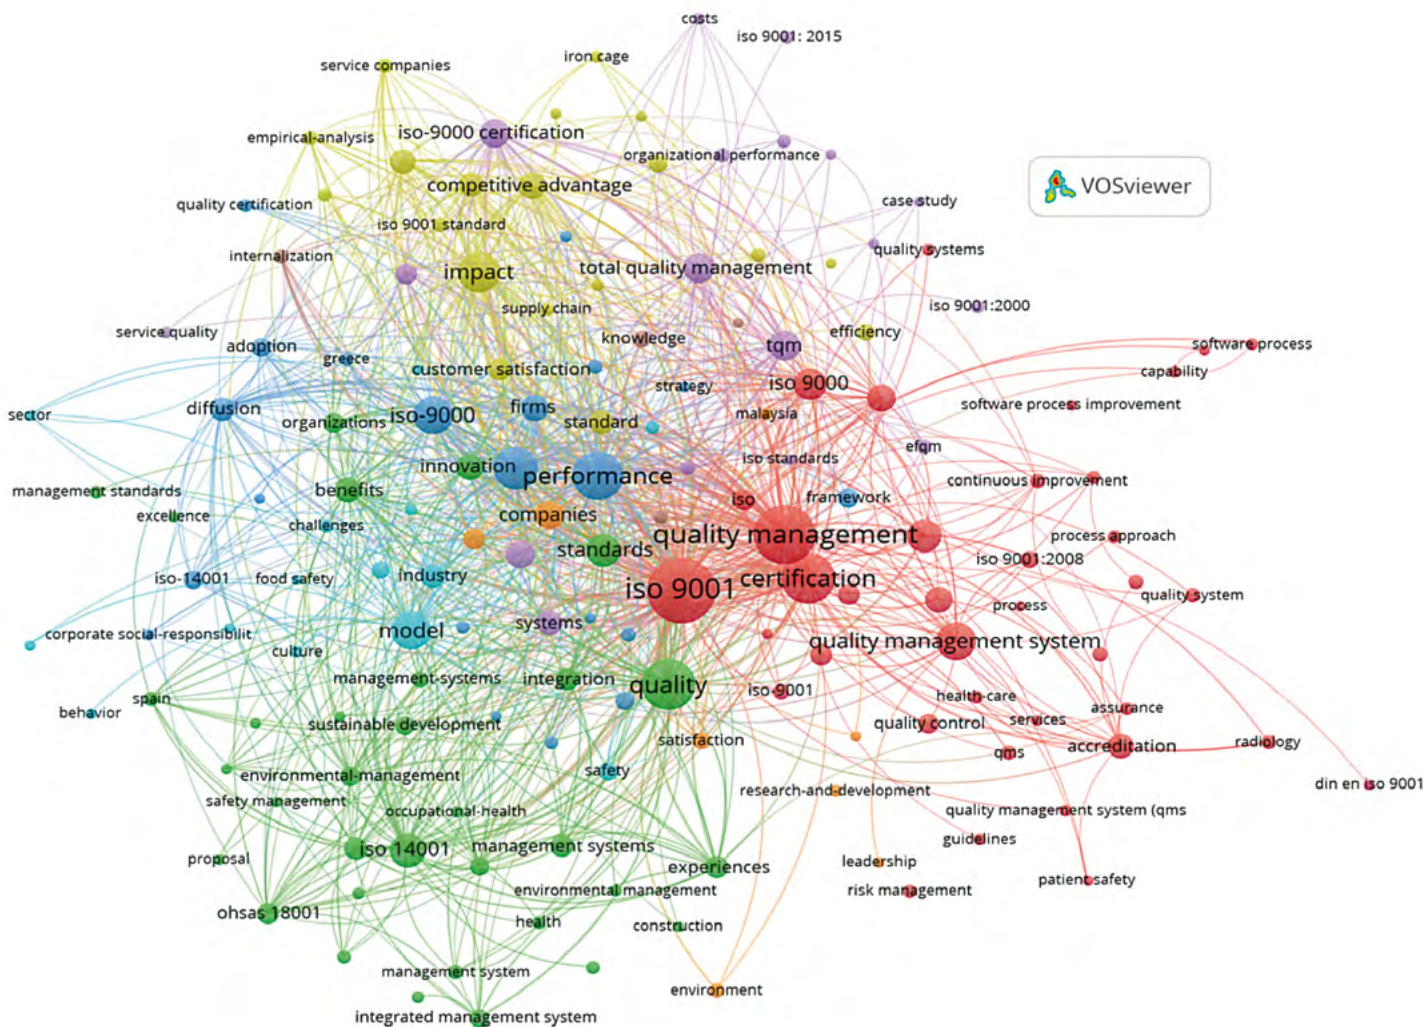 costs
iso 9001: 2015
iron cage
service companies
iso-9000 certification
empirical-analysis
organizational performance
VOSviewer
competitive advantage
quality certification
case study
iso 9001 standard
quality systems
internalization
impact
total quality management
supply chain
iso 9001:2000
service quality
knowledge
efficiency
adoption
tqm
software process
greece
customer satisfaction
capability
strategy
iso 9000
software process improvement
sector
diffusion
organizations
iso-9000
firms
standard
malaysia
efqm
iso standards
innovation
performance
continuous improvement
management standards
benefits
iso
framework
excellence
challenges
companies
quality management
process approach
standards
iso 9001:2008
iso-14001
food safety
industry
iso 9001
certification
quality system
process
corporate social-responsibilit
model
systems
quality management system
culture
management-systems
integration
quality
iso-9001
health-care
spain
behavior
sustainable development
quality control
services
assurance
satisfaction
qms
accreditation
radiology
environmental-management
safety
din en iso 9001
safety management
occupational-health
research-and-development
quality management system (qms
guidelines
iso 14001
management systems
proposal
experiences
leadership
environmental management
risk management
patient safety
ohsas 18001
health
construction
management system
environment
integrated management system